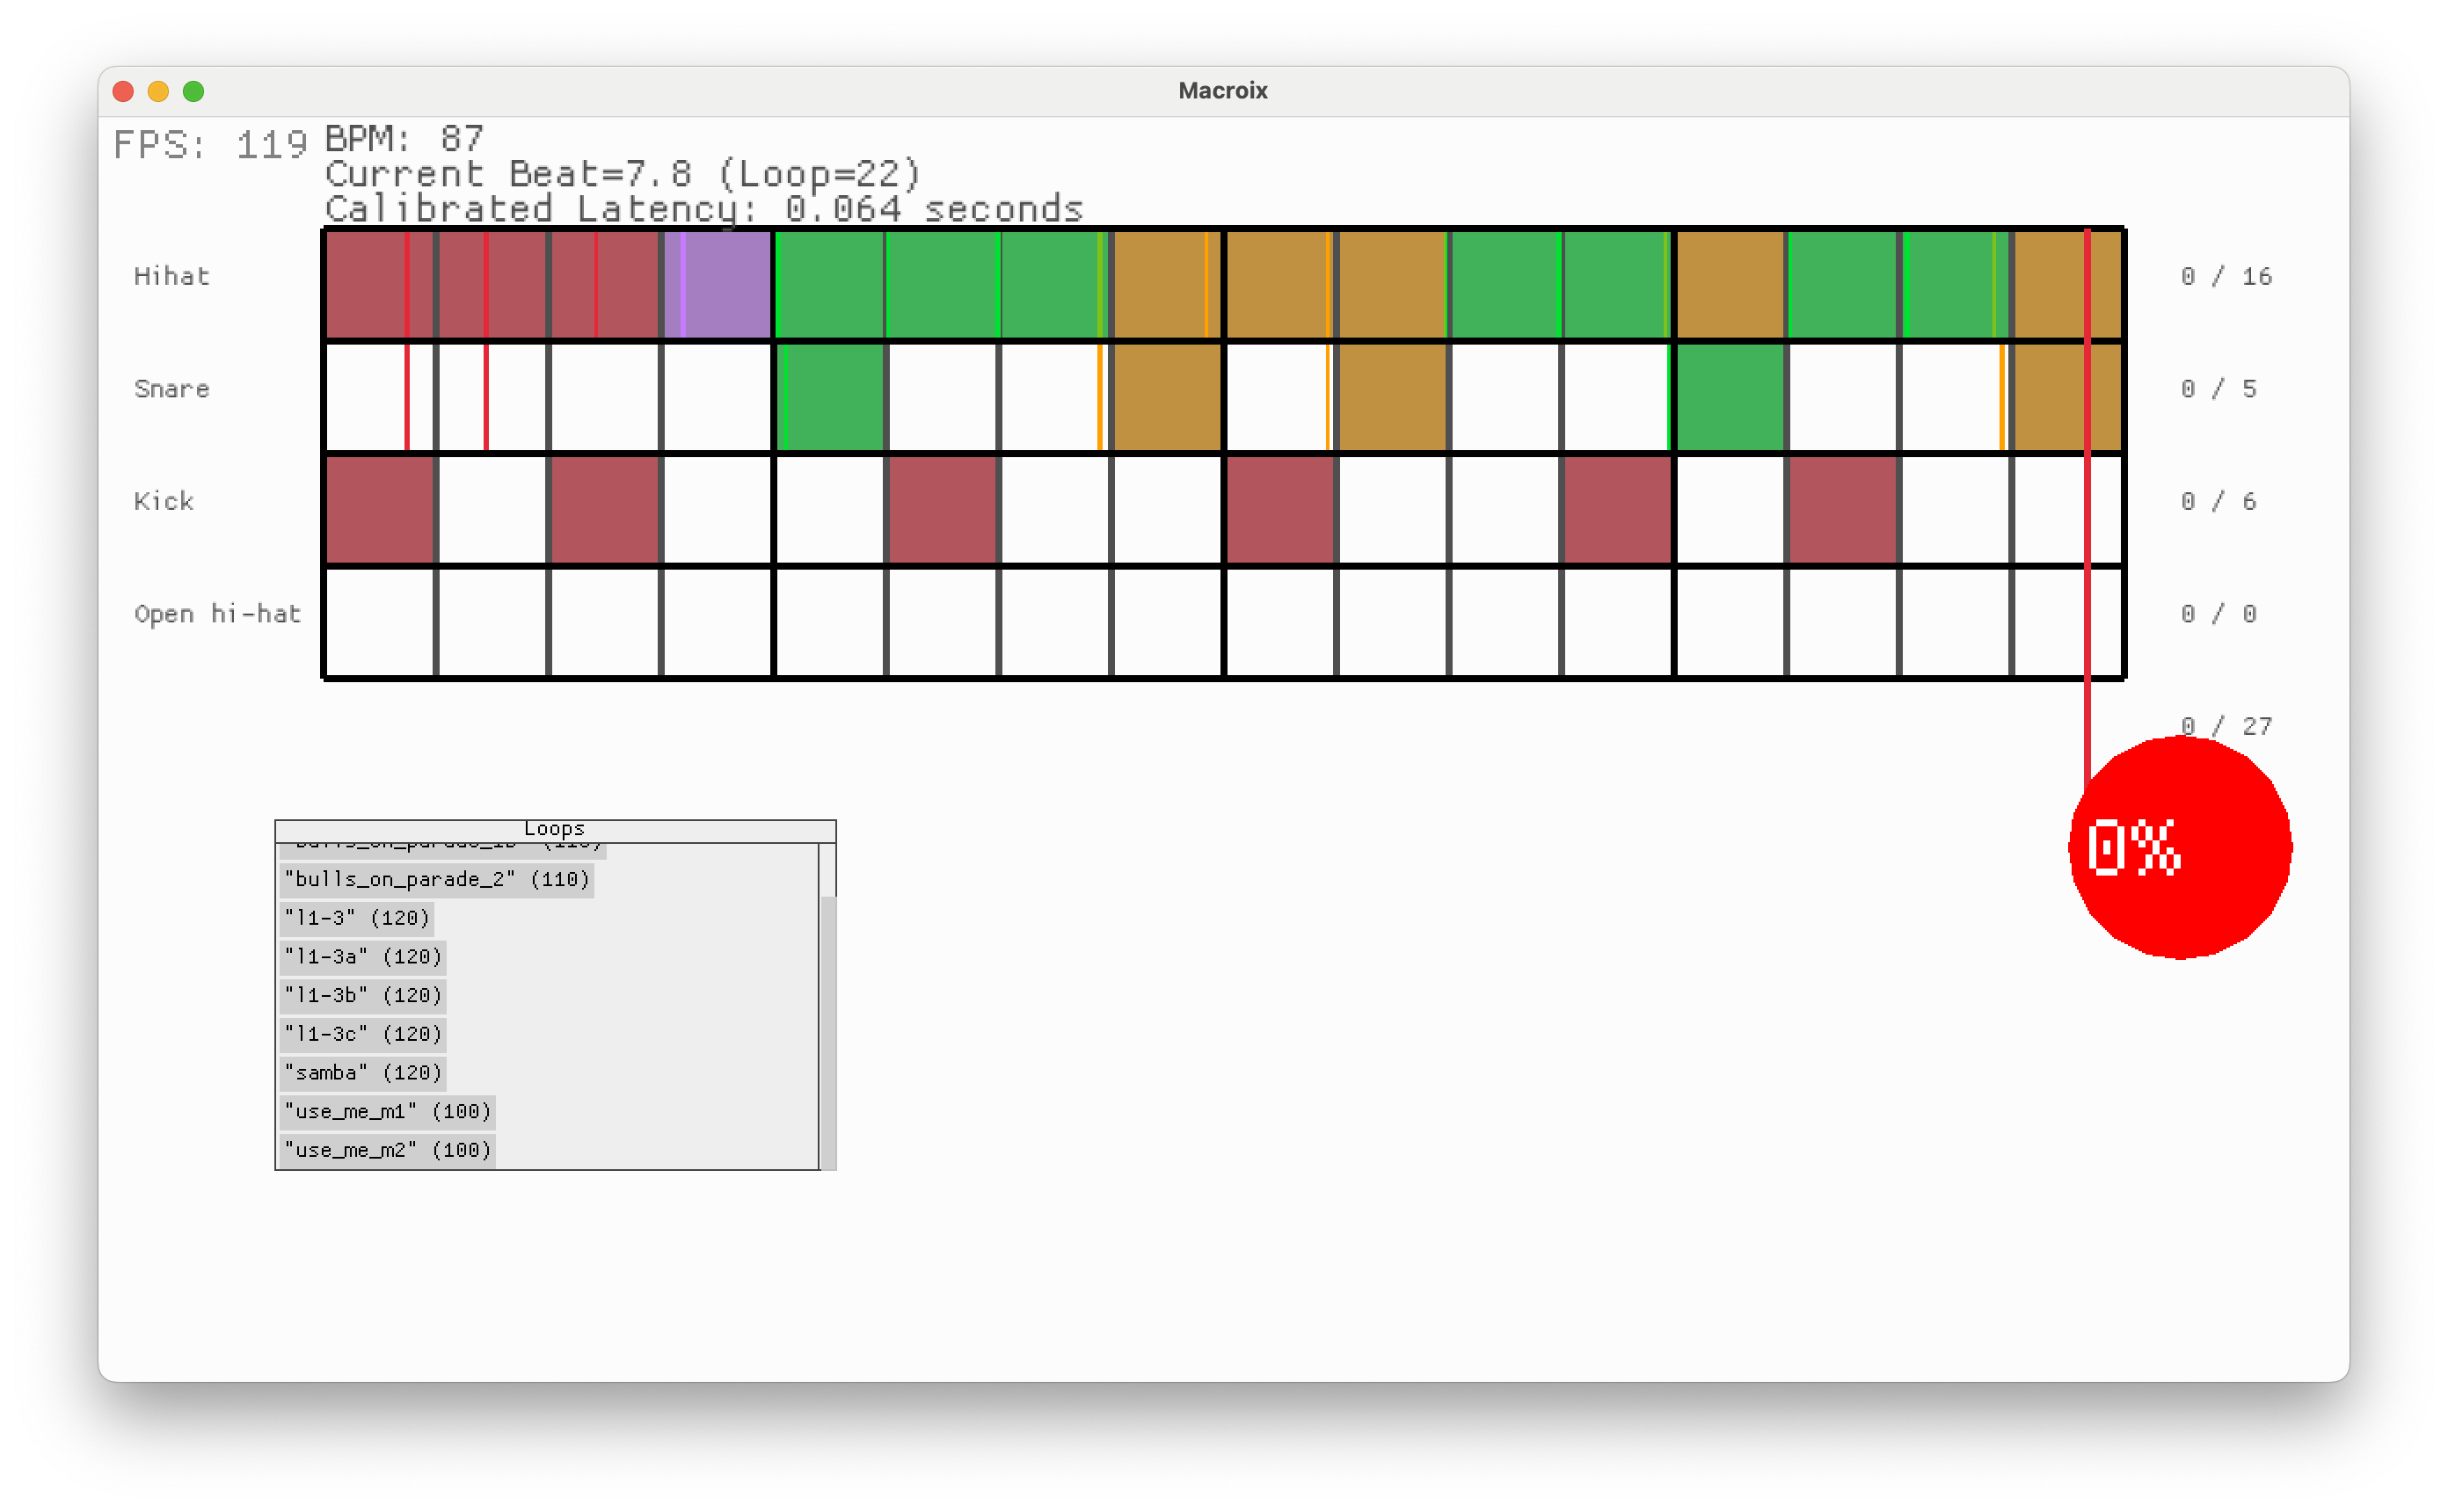 Macroix
FPS: 119
BPM: 87
Current Beat=7.8 (Loop=22)
Calibrated Latency: 0.064 seconds
Hihat
0 / 16
Snare
0 / 5
Kick
0 / 6
Open hi-hat
0 / 0
0 / 27
0%
Loops
"bulls_on_parade_2" (110)
"l1-3" (120)
"l1-3a" (120)
"l1-3b" (120)
"l1-3c" (120)
"samba" (120)
"use_me_m1" (100)
"use_me_m2" (100)